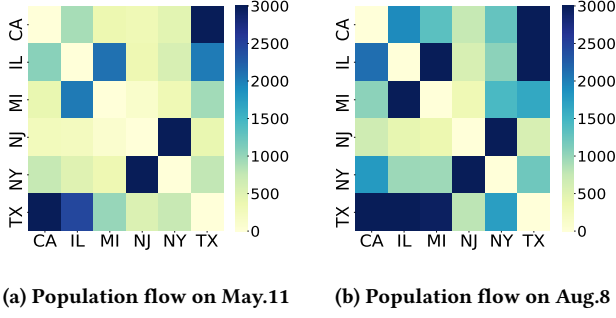 CA
IL
MI
NJ
NY
TX
CA IL MI NJ NY TX
3000
2500
2000
1500
1000
500
0
CA
IL
MI
NJ
NY
TX
CA IL MI NJ NY TX
3000
2500
2000
1500
1000
500
0
(a) Population flow on May.11
(b) Population flow on Aug.8